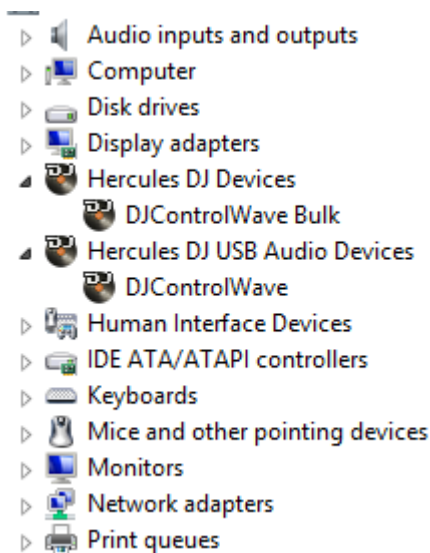 Audio inputs and outputs
Computer
Disk drives
Display adapters
Hercules DJ Devices
DJControlWave Bulk
Hercules DJ USB Audio Devices
DJControlWave
Human Interface Devices
IDE ATA/ATAPI controllers
Keyboards
Mice and other pointing devices
Monitors
Network adapters
Print queues